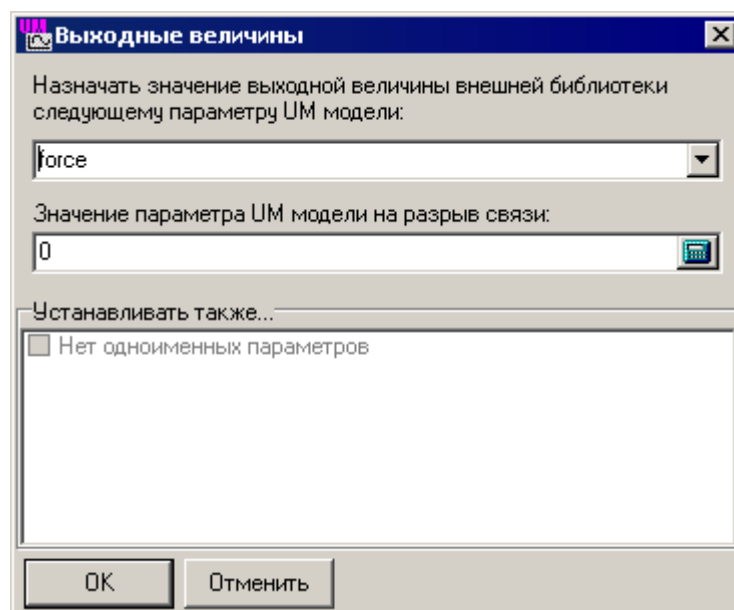 UM
Выходные величины
Назначать значение выходной величины внешней библиотеки
следующему параметру UM модели:
force
Значение параметра UM модели на разрыв связи:
0
Устанавливать также...
Нет одноименных параметров
OK Отменить